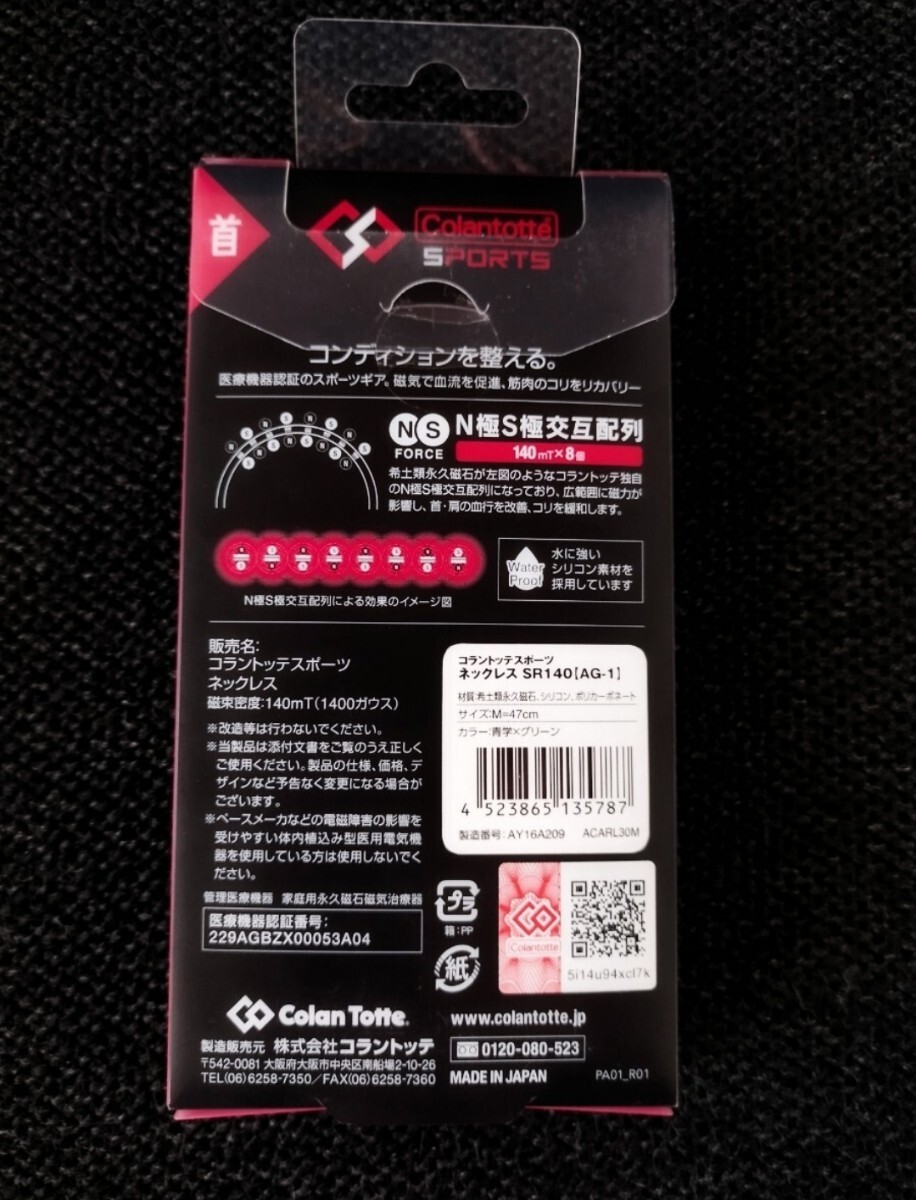 首
Colantotte
SPORTS
コンディションを整える。
医療機器認証のスポーツギア。磁気で血流を促進、筋肉のコリをリカバリー
NS
FORCE
N極S極交互配列
140mT×8個
希土類永久磁石が左図のようなコラントッテ独自
のN極S極交互配列になっており、広範囲に磁力が
影響し、首・肩の血行を改善、コリを緩和します。
N極S極交互配列による効果のイメージ図
Water
Proof
水に強い
シリコン素材を
採用しています
販売名:
コラントッテスポーツ
ネックレス
磁束密度:140mT(1400ガウス)
※改造等は行わないでください。
※当製品は添付文書をご覧のうえ正しく
ご使用ください。製品の仕様、価格、デ
ザインなど予告なく変更になる場合が
ございます。
※ペースメーカなどの電磁障害の影響を
受けやすい体内植込み型医用電気機
器を使用している方は使用しないでく
ださい。
管理医療機器 家庭用永久磁石磁気治療器
医療機器認証番号:
229AGBZX00053A04
コラントッテスポーツ
ネックレス SR140[AG-1]
材質:希土類永久磁石、シリコン、ポリカーボネート
サイズ:M=47cm
カラー:青学×グリーン
4 523865 135787
製造番号:AY16A209 ACARL30M
プラ
箱:PP
紙
Colantotte
5i14u94xcl7k
Colan Totte.
製造販売元 株式会社コラントッテ
〒542-0081 大阪府大阪市中央区南船場2-10-26
TEL(06)6258-7350/FAX(06)6258-7360
www.colantotte.jp
0120-080-523
MADE IN JAPAN
PA01_R01